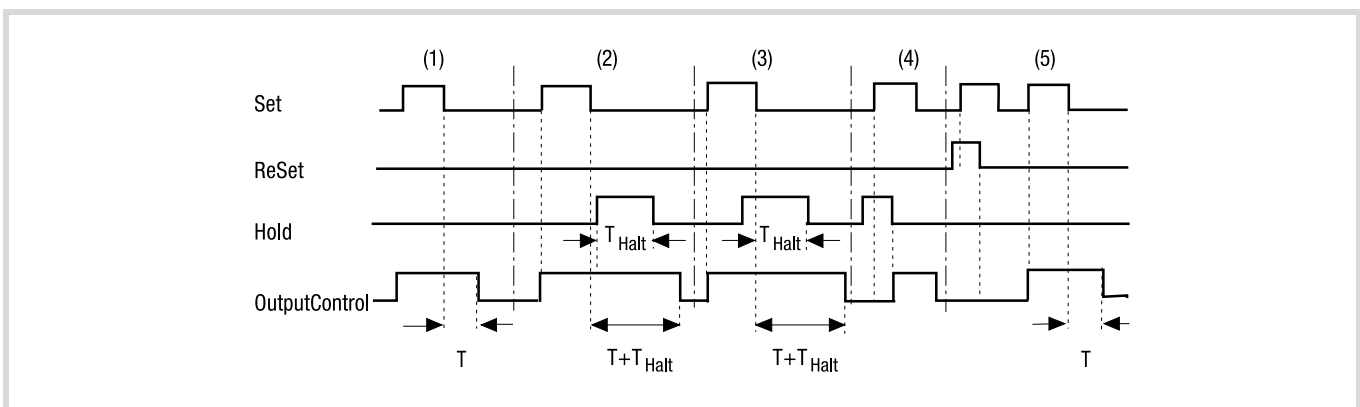 (1) (2) (3) (4) (5)
Set
ReSet
Hold
T Halt T Halt
OutputControl
T T+T Halt T+T Halt T